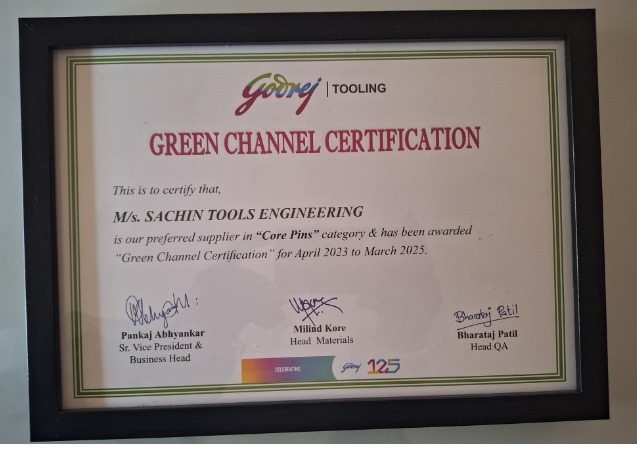 Godrej | TOOLING
GREEN CHANNEL CERTIFICATION
This is to certify that,
M/s. SACHIN TOOLS ENGINEERING
is our preferred supplier in "Core Pins" category & has been awarded
"Green Channel Certification" for April 2023 to March 2025.
Bharataj Patil
Pankaj Abhyankar
Sr. Vice President &
Business Head
Milind Kore
Head Materials
Bharataj Patil
Head QA
CELEBRATING
Godrej 125